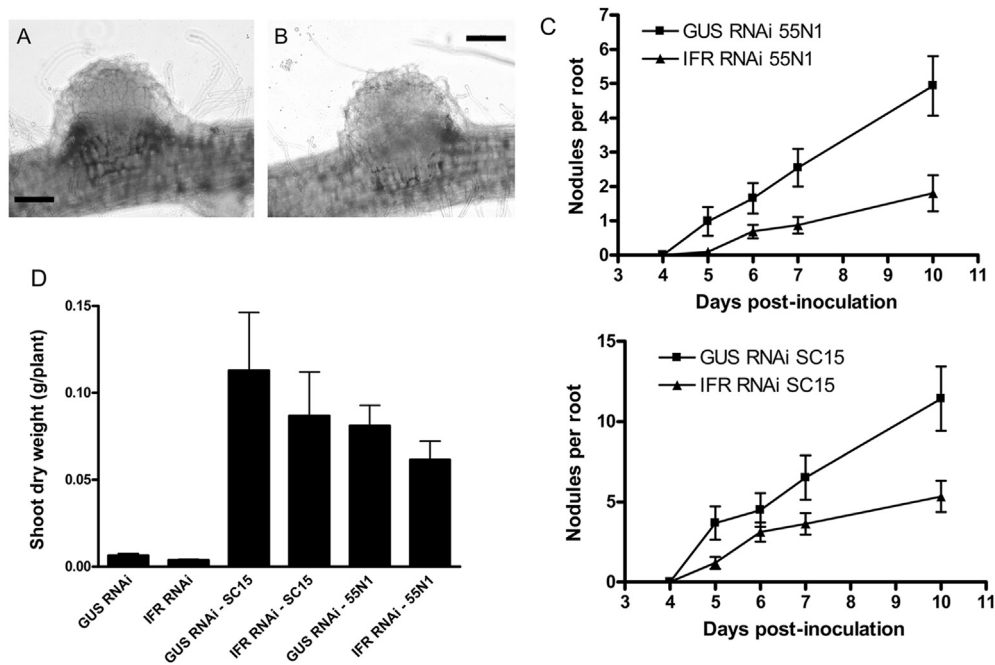 A
B
C
7
6
5
4
3
2
1
0
Nodules per root
GUS RNAi 55N1
IFR RNAi 55N1
3 4 5 6 7 8 9 10 11
Days post-inoculation
15
10
5
0
Nodules per root
GUS RNAi SC15
IFR RNAi SC15
3 4 5 6 7 8 9 10 11
Days post-inoculation
D
0.15
0.10
0.05
0.00
Shoot dry weight (g/plant)
GUS RNAi
IFR RNAi
GUS RNAi - SC15
IFR RNAi - SC15
GUS RNAi - 55N1
IFR RNAi - 55N1